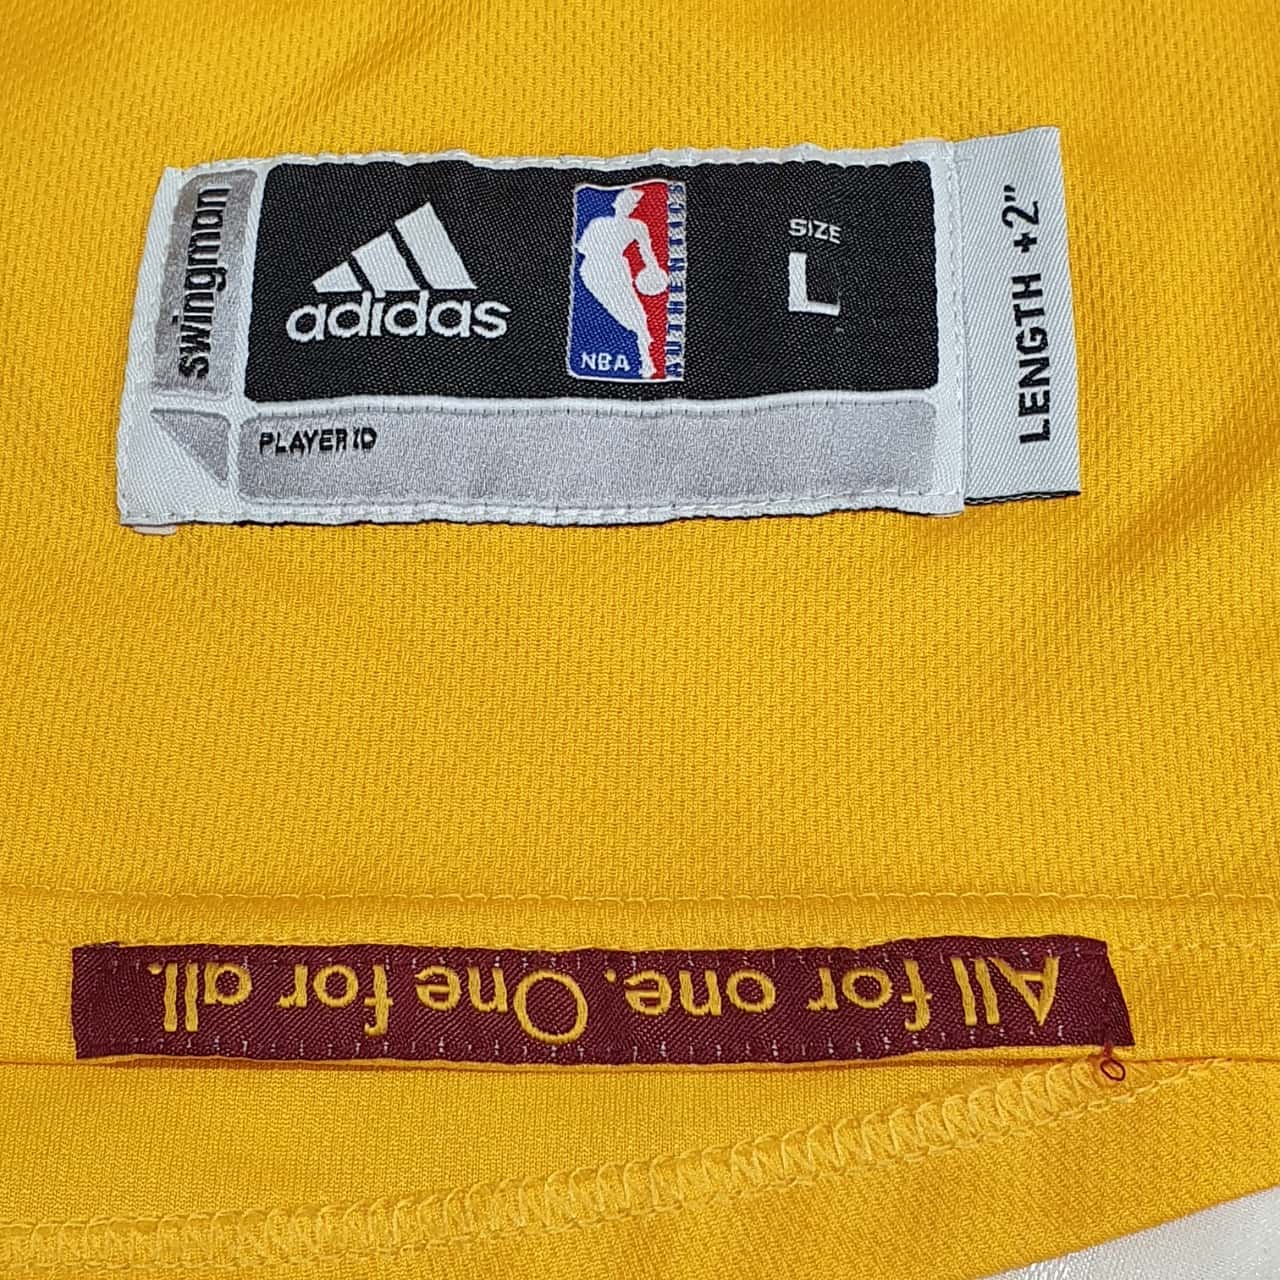 swingman
adidas
NBA
AUTHENTICS
SIZE
L
LENGTH +2"
PLAYER ID
All for one. One for all.